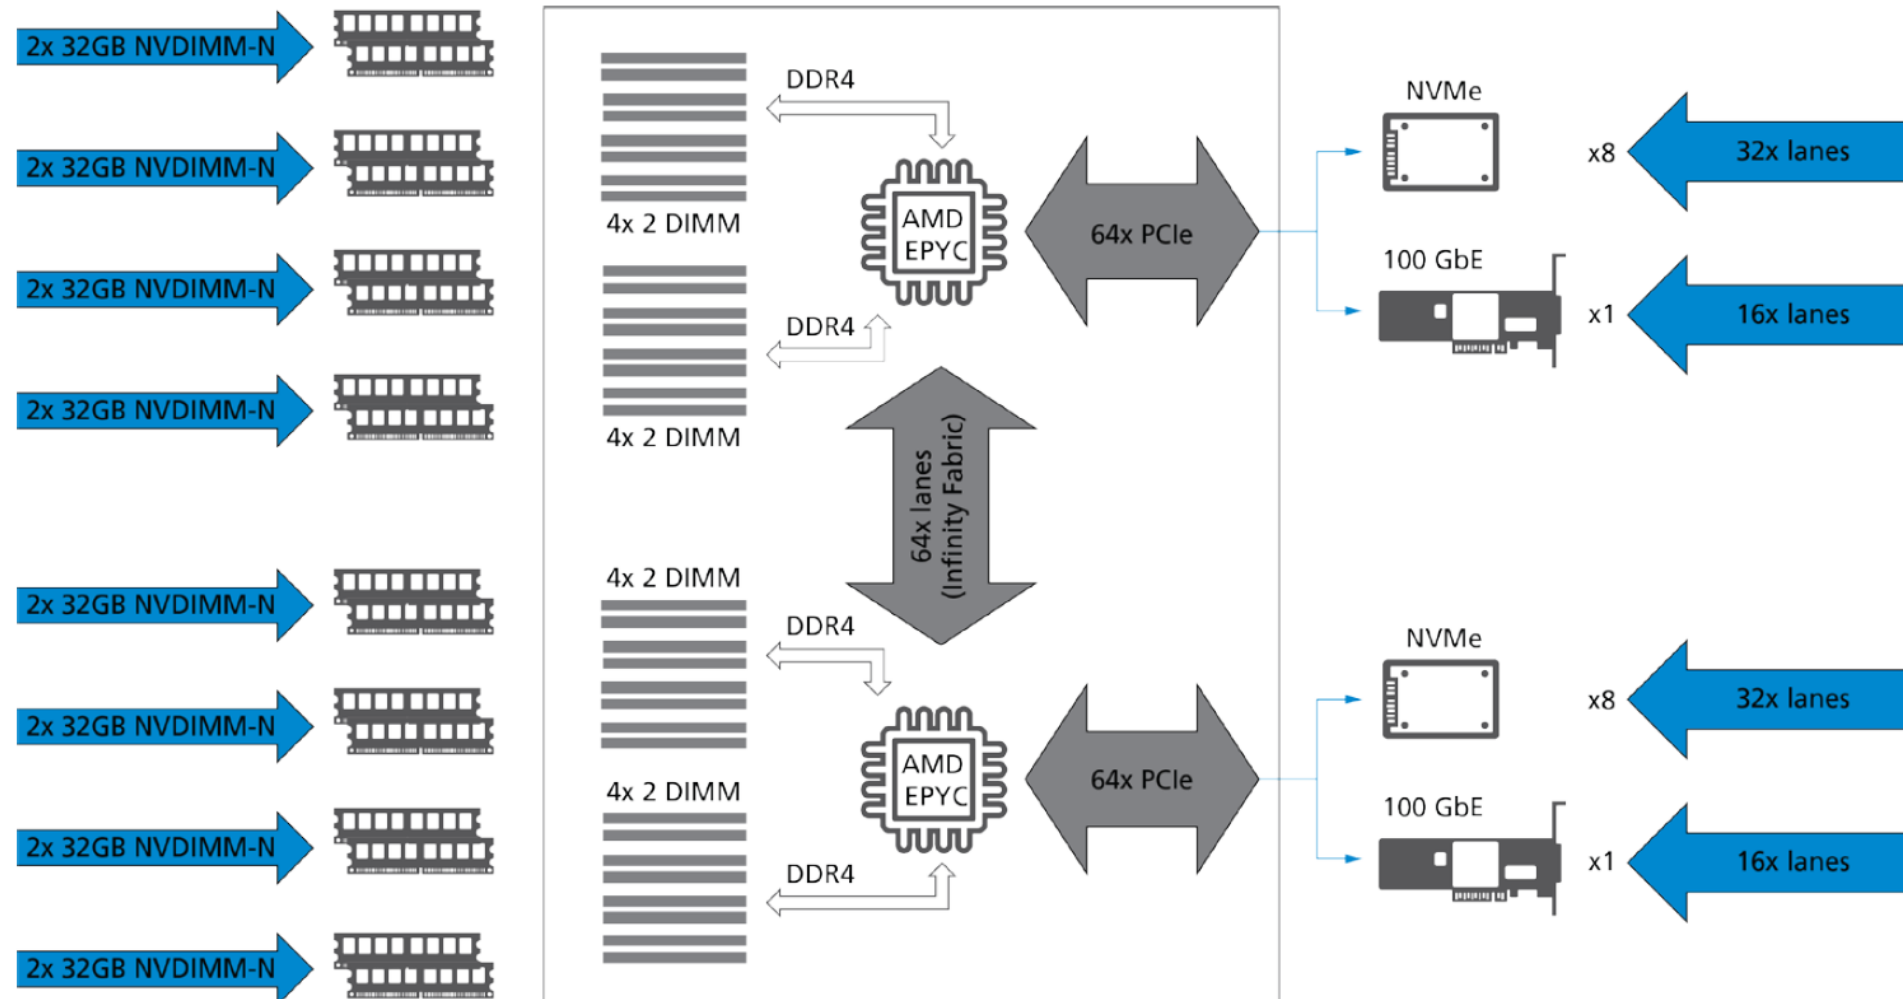 2x 32GB NVDIMM-N
2x 32GB NVDIMM-N
2x 32GB NVDIMM-N
2x 32GB NVDIMM-N
2x 32GB NVDIMM-N
2x 32GB NVDIMM-N
2x 32GB NVDIMM-N
2x 32GB NVDIMM-N
DDR4
4x 2 DIMM
AMD
EPYC
DDR4
4x 2 DIMM
64x PCIe
64x lanes
(Infinity Fabric)
4x 2 DIMM
DDR4
AMD
EPYC
4x 2 DIMM
DDR4
64x PCIe
NVMe
x8
32x lanes
100 GbE
x1
16x lanes
NVMe
x8
32x lanes
100 GbE
x1
16x lanes